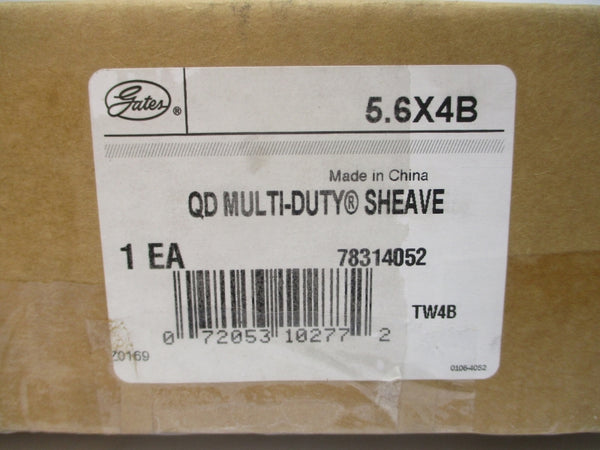 Gates®
5.6X4B
Made in China
QD MULTI-DUTY® SHEAVE
1 EA
78314052
0 72053 10277 2
TW4B
Z0169
0106-4052